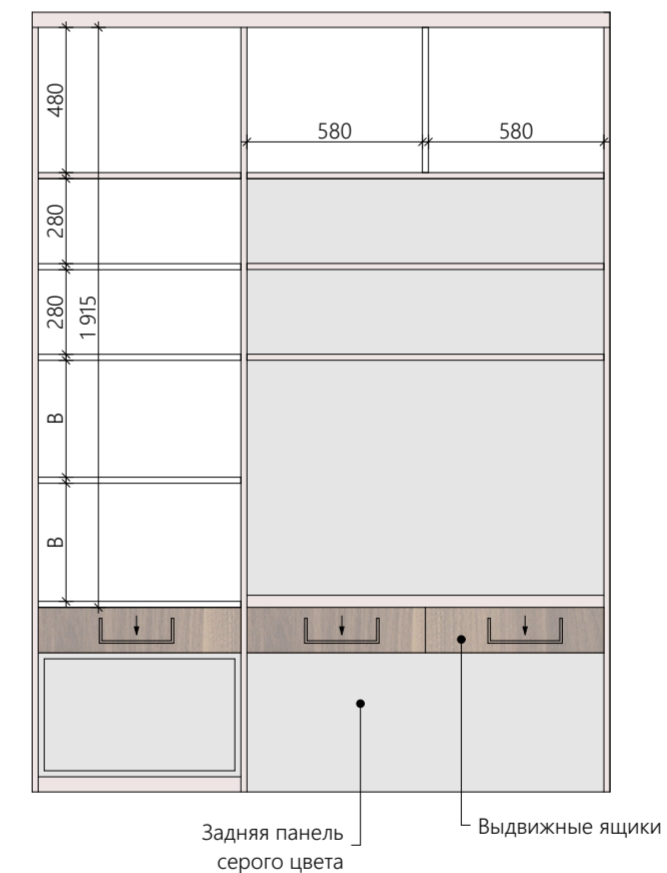 480
580
580
280
280
1 915
В
В
Выдвижные ящики
Задняя панель
серого цвета